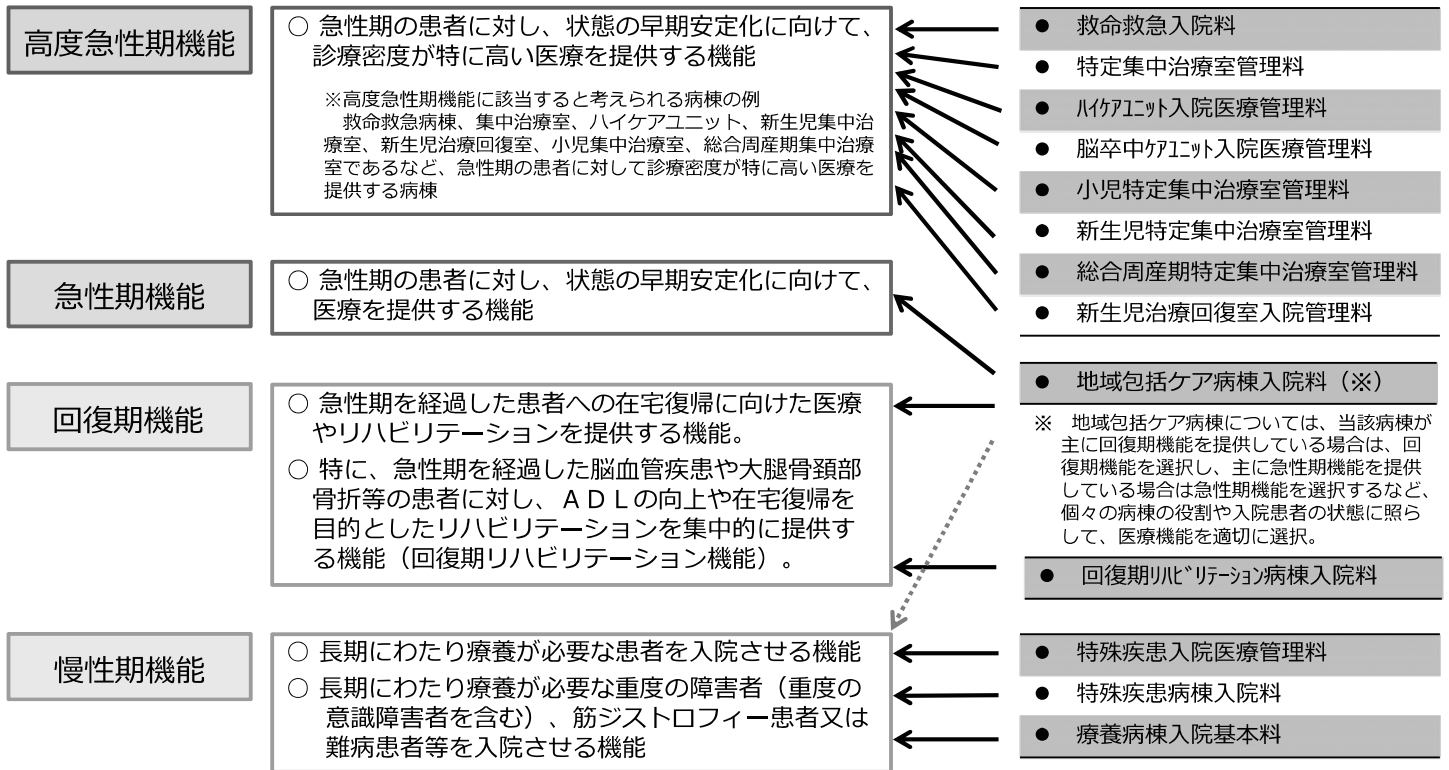 高度急性期機能
○ 急性期の患者に対し、状態の早期安定化に向けて、
診療密度が特に高い医療を提供する機能
※高度急性期機能に該当すると考えられる病棟の例
救命救急病棟、集中治療室、ハイケアユニット、新生児集中治
療室、新生児治療回復室、小児集中治療室、総合周産期集中治療
室であるなど、急性期の患者に対して診療密度が特に高い医療を
提供する病棟
● 救命救急入院料
● 特定集中治療室管理料
● ﾊｲｹｱﾕﾆｯﾄ入院医療管理料
● 脳卒中ｹｱﾕﾆｯﾄ入院医療管理料
● 小児特定集中治療室管理料
● 新生児特定集中治療室管理料
● 総合周産期特定集中治療室管理料
● 新生児治療回復室入院管理料
急性期機能
○ 急性期の患者に対し、状態の早期安定化に向けて、
医療を提供する機能
回復期機能
○ 急性期を経過した患者への在宅復帰に向けた医療
やリハビリテーションを提供する機能。
○ 特に、急性期を経過した脳血管疾患や大腿骨頚部
骨折等の患者に対し、ＡＤＬの向上や在宅復帰を
目的としたリハビリテーションを集中的に提供す
る機能（回復期リハビリテーション機能）。
● 地域包括ケア病棟入院料（※）
※ 地域包括ケア病棟については、当該病棟が
主に回復期機能を提供している場合は、回
復期機能を選択し、主に急性期機能を提供
している場合は急性期機能を選択するなど、
個々の病棟の役割や入院患者の状態に照ら
して、医療機能を適切に選択。
● 回復期ﾘﾊﾋﾞﾘﾃｰｼｮﾝ病棟入院料
慢性期機能
○ 長期にわたり療養が必要な患者を入院させる機能
○ 長期にわたり療養が必要な重度の障害者（重度の
意識障害者を含む）、筋ジストロフィー患者又は
難病患者等を入院させる機能
● 特殊疾患入院医療管理料
● 特殊疾患病棟入院料
● 療養病棟入院基本料